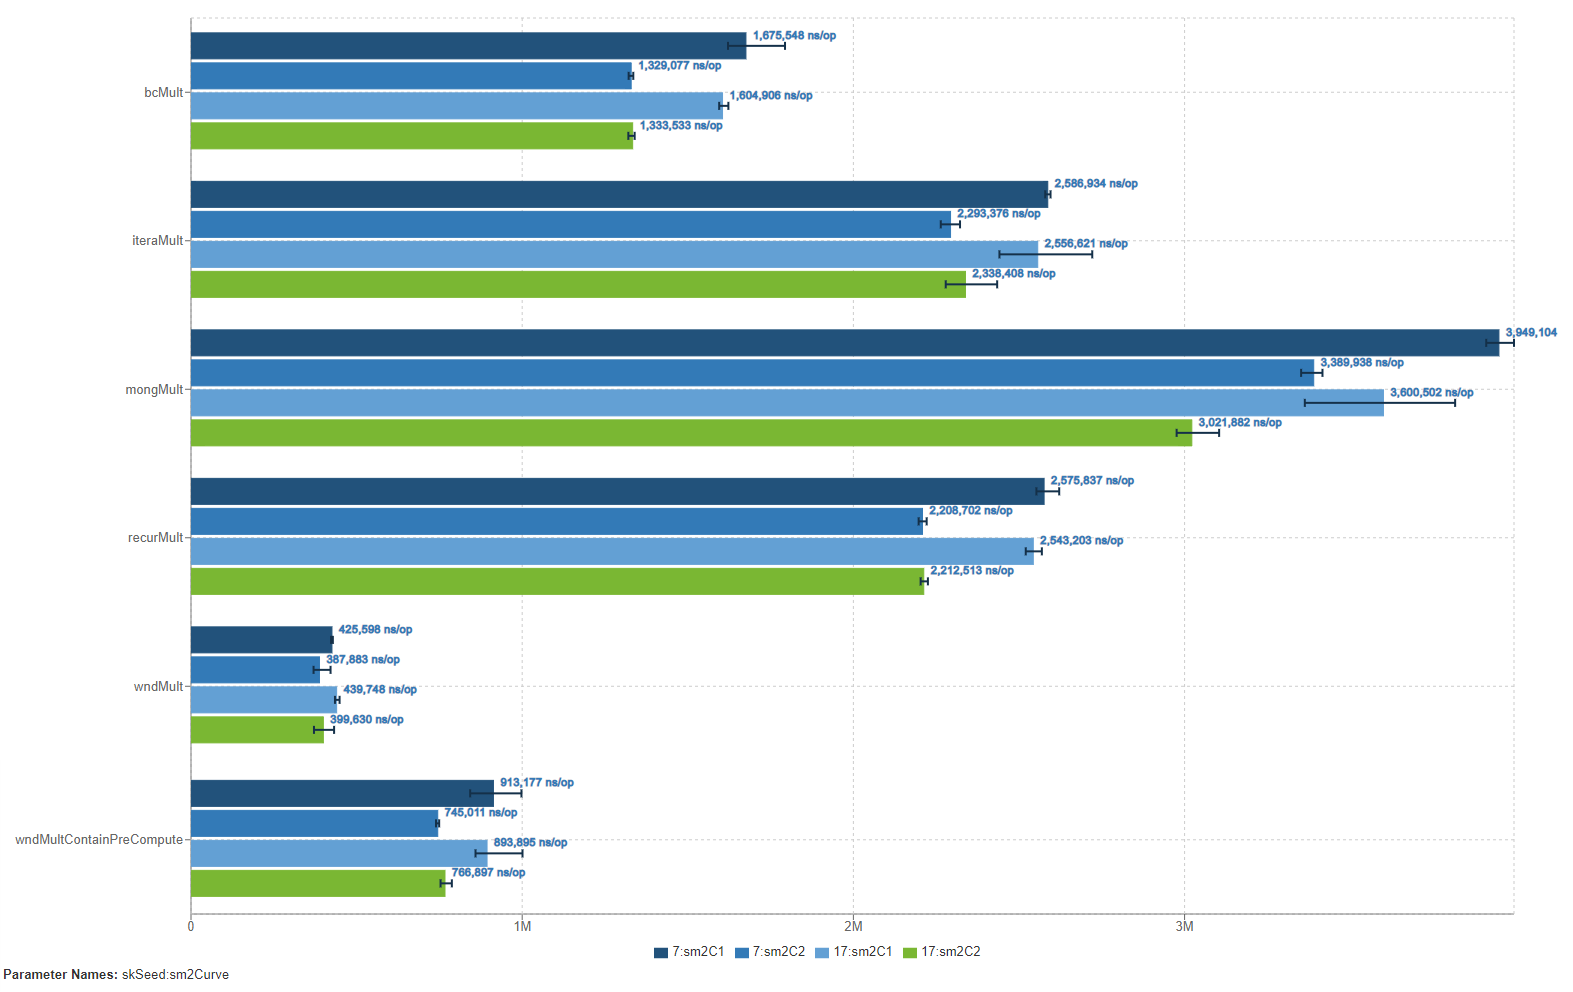 1,675,548 ns/op
1,329,077 ns/op
bcMult
1,604,906 ns/op
1,333,533 ns/op
2,586,934 ns/op
2,293,376 ns/op
iteraMult
2,556,621 ns/op
2,338,408 ns/op
3,949,104
3,389,938 ns/op
mongMult
3,600,502 ns/op
3,021,882 ns/op
2,575,837 ns/op
2,208,702 ns/op
recurMult
2,543,203 ns/op
2,212,513 ns/op
425,598 ns/op
387,883 ns/op
wndMult
439,748 ns/op
399,630 ns/op
913,177 ns/op
745,011 ns/op
wndMultContainPreCompute
893,895 ns/op
766,897 ns/op
0 1M 2M 3M
7:sm2C1 7:sm2C2 17:sm2C1 17:sm2C2
Parameter Names: skSeed:sm2Curve